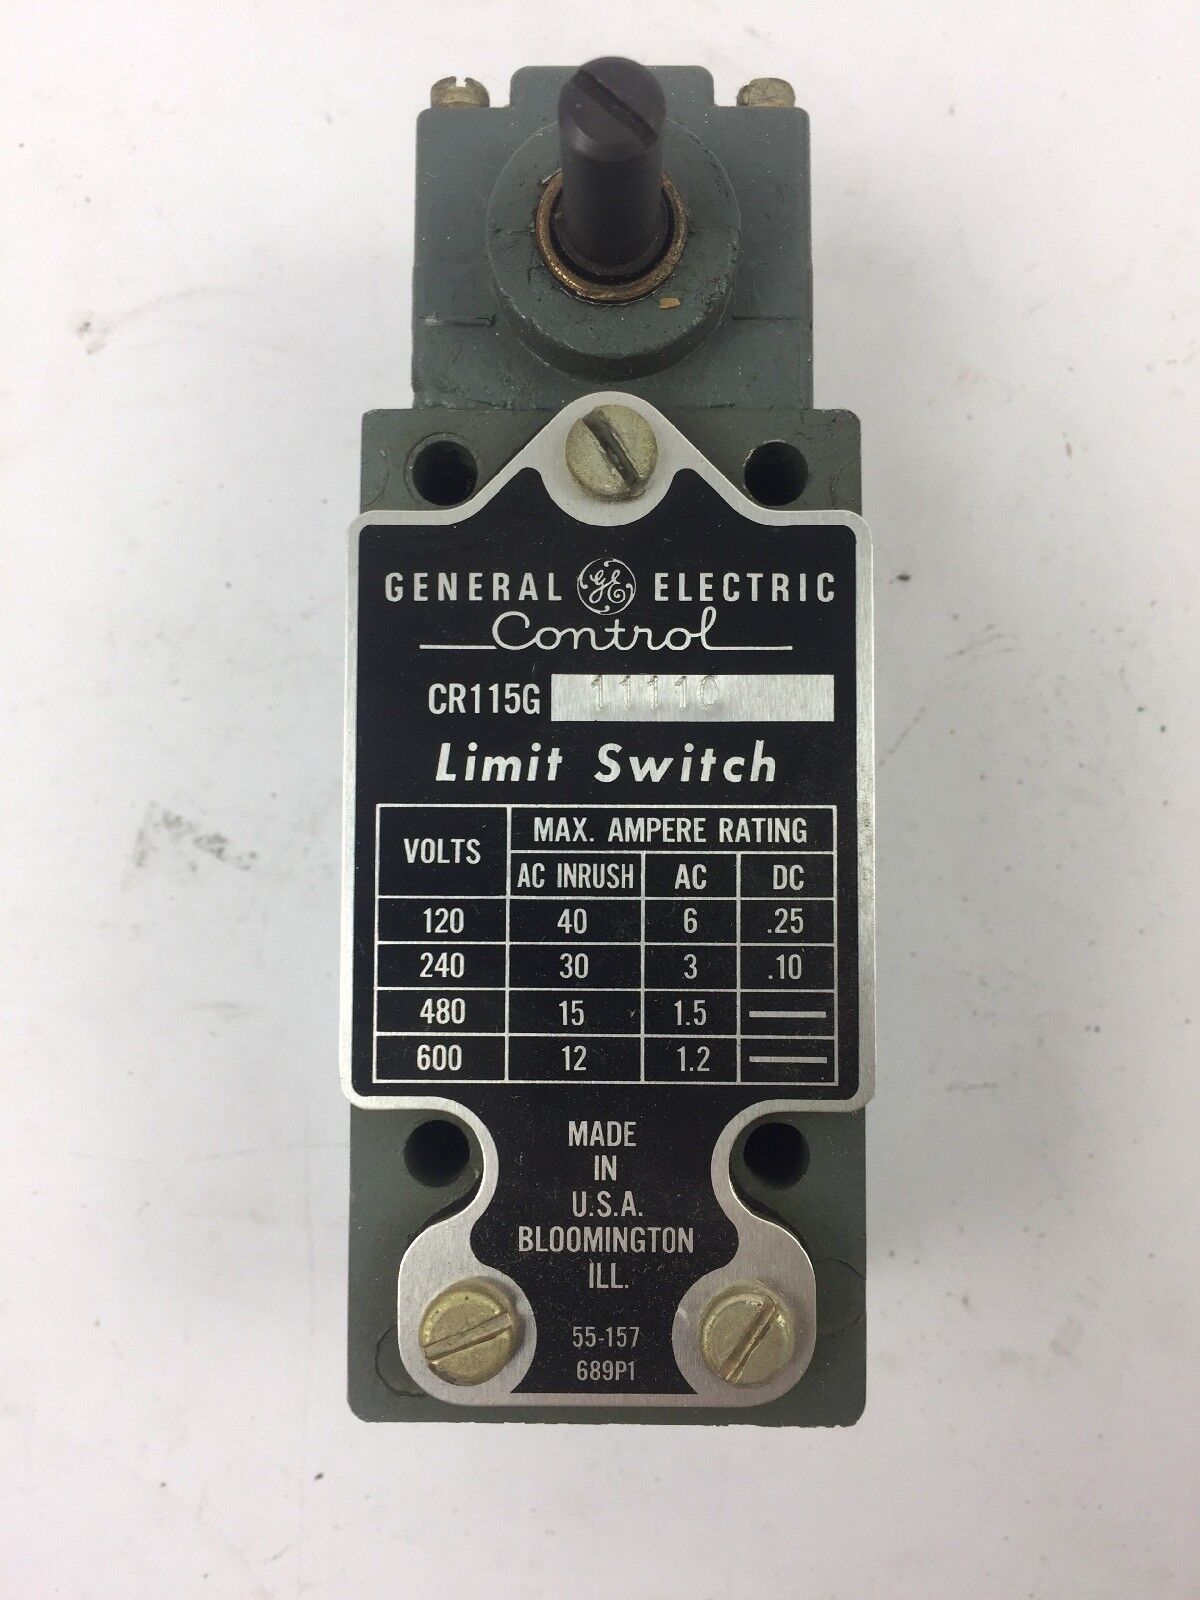 GENERAL GE ELECTRIC
Control
CR115G 11110
Limit Switch
VOLTS MAX. AMPERE RATING
AC INRUSH AC DC
120 40 6 .25
240 30 3 .10
480 15 1.5
600 12 1.2
MADE
IN
U.S.A.
BLOOMINGTON
ILL.
55-157
689P1